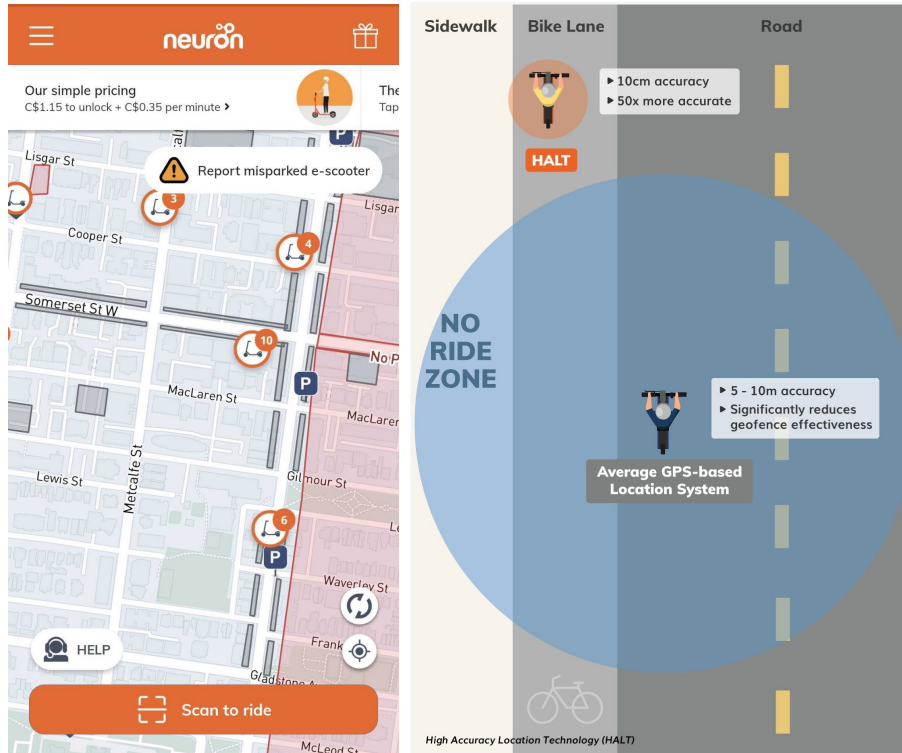 neuron
Our simple pricing
C$1.15 to unlock + C$0.35 per minute
The
Tap
P
Report misparked e-scooter
Lisgar St
Lisgar
3
Cooper St
4
Somerset St W
10
No P
MacLaren St
P
MacLaren
Metcalfe St
Lewis St
Gilmour St
6
P
Waverley St
HELP
Frank
Gladstone A
Scan to ride
McLeod St
Sidewalk
Bike Lane
Road
10cm accuracy
50x more accurate
HALT
NO
RIDE
ZONE
5 - 10m accuracy
Significantly reduces
geofence effectiveness
Average GPS-based
Location System
High Accuracy Location Technology (HALT)